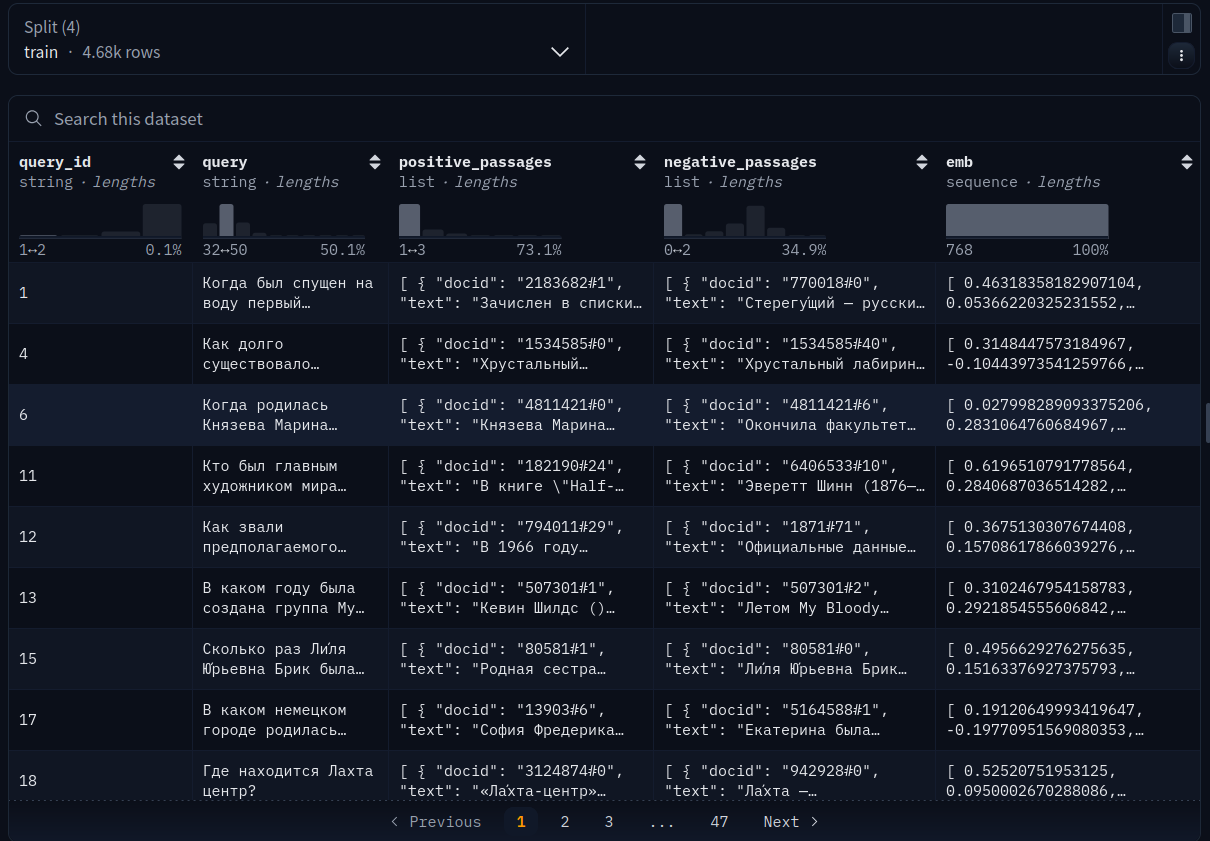 Split (4)
train · 4.68k rows
Search this dataset
query_id
string · lengths
1↔2 0.1%
query
string · lengths
32↔50 50.1%
positive_passages
list · lengths
1↔3 73.1%
negative_passages
list · lengths
0↔2 34.9%
emb
sequence · lengths
768 100%
1
Когда был спущен на
воду первый…
[ { "docid": "2183682#1",
"text": "Зачислен в списки…
[ { "docid": "770018#0",
"text": "Стерегу́щий — русски…
[ 0.46318358182907104,
0.05366220325231552,…
4
Как долго
существовало…
[ { "docid": "1534585#0",
"text": "Хрустальный…
[ { "docid": "1534585#40",
"text": "Хрустальный лабирин…
[ 0.3148447573184967,
-0.10443973541259766,…
6
Когда родилась
Князева Марина…
[ { "docid": "4811421#0",
"text": "Князева Марина…
[ { "docid": "4811421#6",
"text": "Окончила факультет…
[ 0.027998289093375206,
0.2831064760684967,…
11
Кто был главным
художником мира…
[ { "docid": "182190#24",
"text": "В книге \"Half-…
[ { "docid": "6406533#10",
"text": "Эверетт Шинн (1876—…
[ 0.6196510791778564,
0.2840687036514282,…
12
Как звали
предполагаемого…
[ { "docid": "794011#29",
"text": "В 1966 году…
[ { "docid": "1871#71",
"text": "Официальные данные…
[ 0.3675130307674408,
0.15708617866039276,…
13
В каком году была
создана группа My…
[ { "docid": "507301#1",
"text": "Кевин Шилдс ()…
[ { "docid": "507301#2",
"text": "Летом My Bloody…
[ 0.3102467954158783,
0.2921854555606842,…
15
Сколько раз Ли́ля
Ю́рьевна Брик была…
[ { "docid": "80581#1",
"text": "Родная сестра…
[ { "docid": "80581#0",
"text": "Ли́ля Ю́рьевна Брик…
[ 0.4956629276275635,
0.15163376927375793,…
17
В каком немецком
городе родилась…
[ { "docid": "13903#6",
"text": "София Фредерика…
[ { "docid": "5164588#1",
"text": "Екатерина была…
[ 0.19120649993419647,
-0.19770951569080353,…
18
Где находится Лахта
центр?
[ { "docid": "3124874#0",
"text": "«Ла́хта-центр»…
[ { "docid": "942928#0",
"text": "Ла́хта —…
[ 0.52520751953125,
0.0950002670288086,…
Previous 1 2 3 ... 47 Next